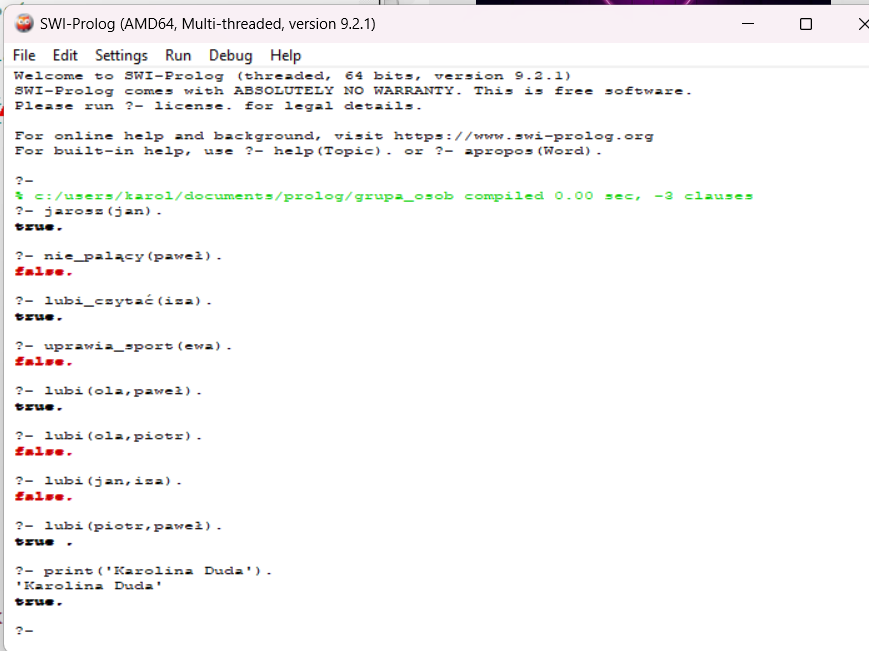 SWI-Prolog (AMD64, Multi-threaded, version 9.2.1)
File Edit Settings Run Debug Help
Welcome to SWI-Prolog (threaded, 64 bits, version 9.2.1)
SWI-Prolog comes with ABSOLUTELY NO WARRANTY. This is free software.
Please run ?- license. for legal details.
For online help and background, visit https://www.swi-prolog.org
For built-in help, use ?- help(Topic). or ?- apropos(Word).
?-
% c:/users/karol/documents/prolog/grupa_osob compiled 0.00 sec, -3 clauses
?- jarosz(jan).
true.
?- nie_palący(paweł).
false.
?- lubi_czytać(iza).
true.
?- uprawia_sport(ewa).
false.
?- lubi(ola,paweł).
true.
?- lubi(ola,piotr).
false.
?- lubi(jan,iza).
false.
?- lubi(piotr,paweł).
true .
?- print('Karolina Duda').
'Karolina Duda'
true.
?-